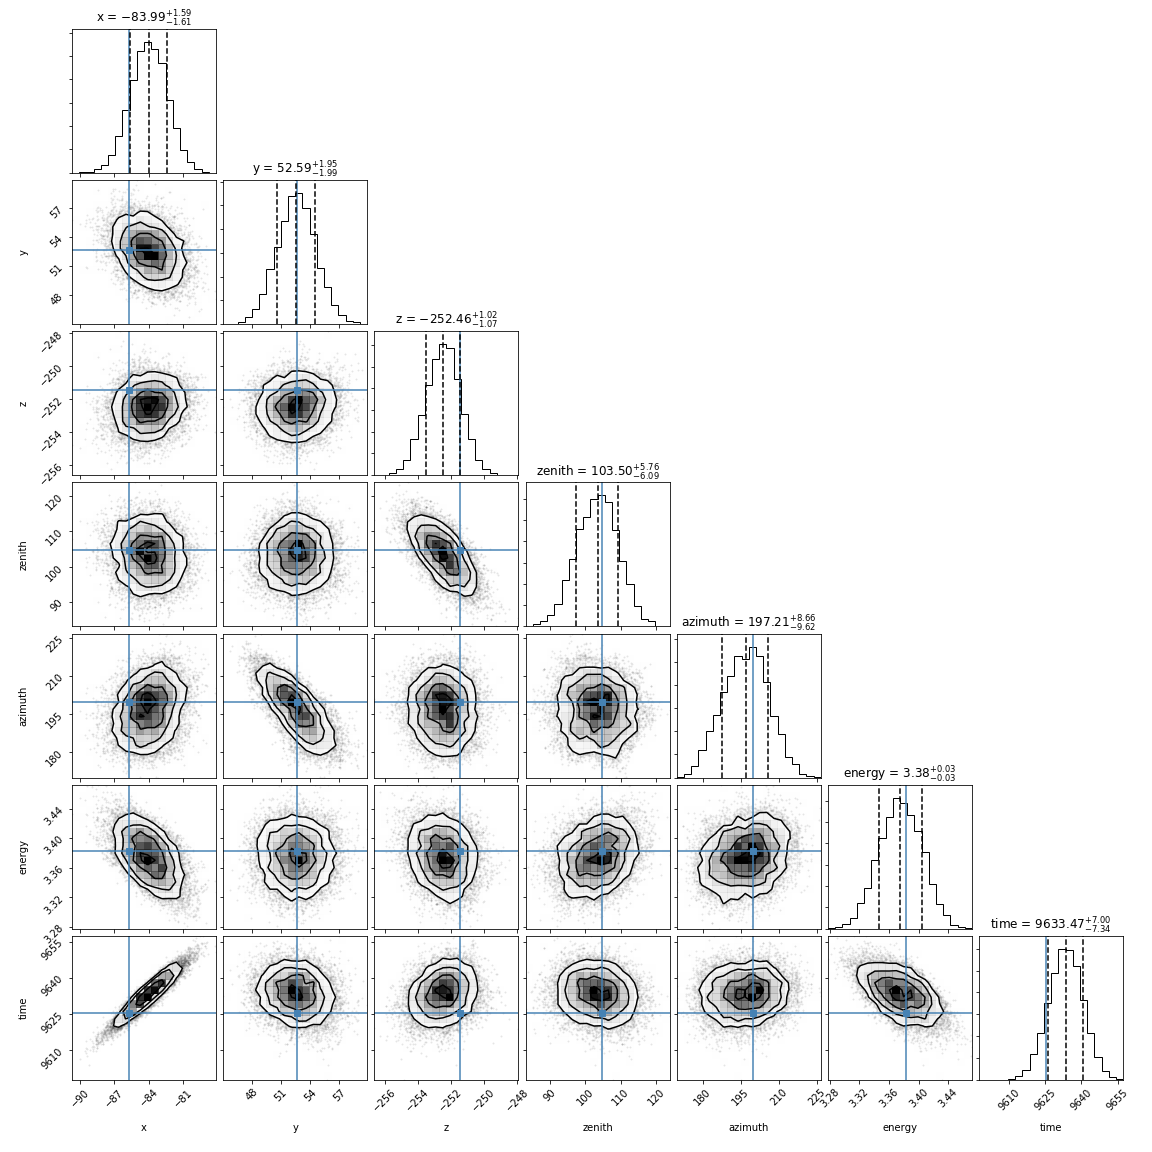 x = −83.99 +1.59 −1.61
y = 52.59 +1.95 −1.99
57
54
51
48
y
z = −252.46 +1.02 −1.07
−248
−250
−252
−254
−256
z
zenith = 103.50 +5.76 −6.09
120
110
100
90
zenith
azimuth = 197.21 +8.66 −9.62
225
210
195
180
azimuth
energy = 3.38 +0.03 −0.03
3.44
3.40
3.36
3.32
3.28
energy
time = 9633.47 +7.00 −7.34
9655
9640
9625
9610
time
−90 −87 −84 −81 48 51 54 57 −256 −254 −252 −250 −248 90 100 110 120 180 195 210 225 3.28 3.32 3.36 3.40 3.44 9610 9625 9640 9655
x y z zenith azimuth energy time